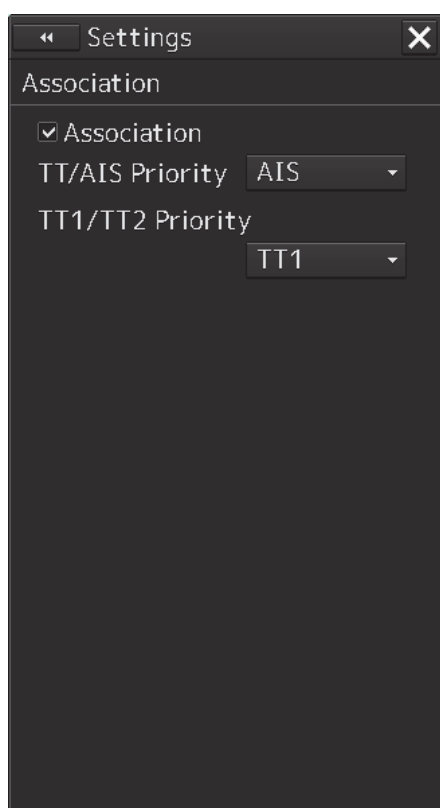 Settings
Association
Association
TT/AIS Priority AIS
TT1/TT2 Priority
TT1